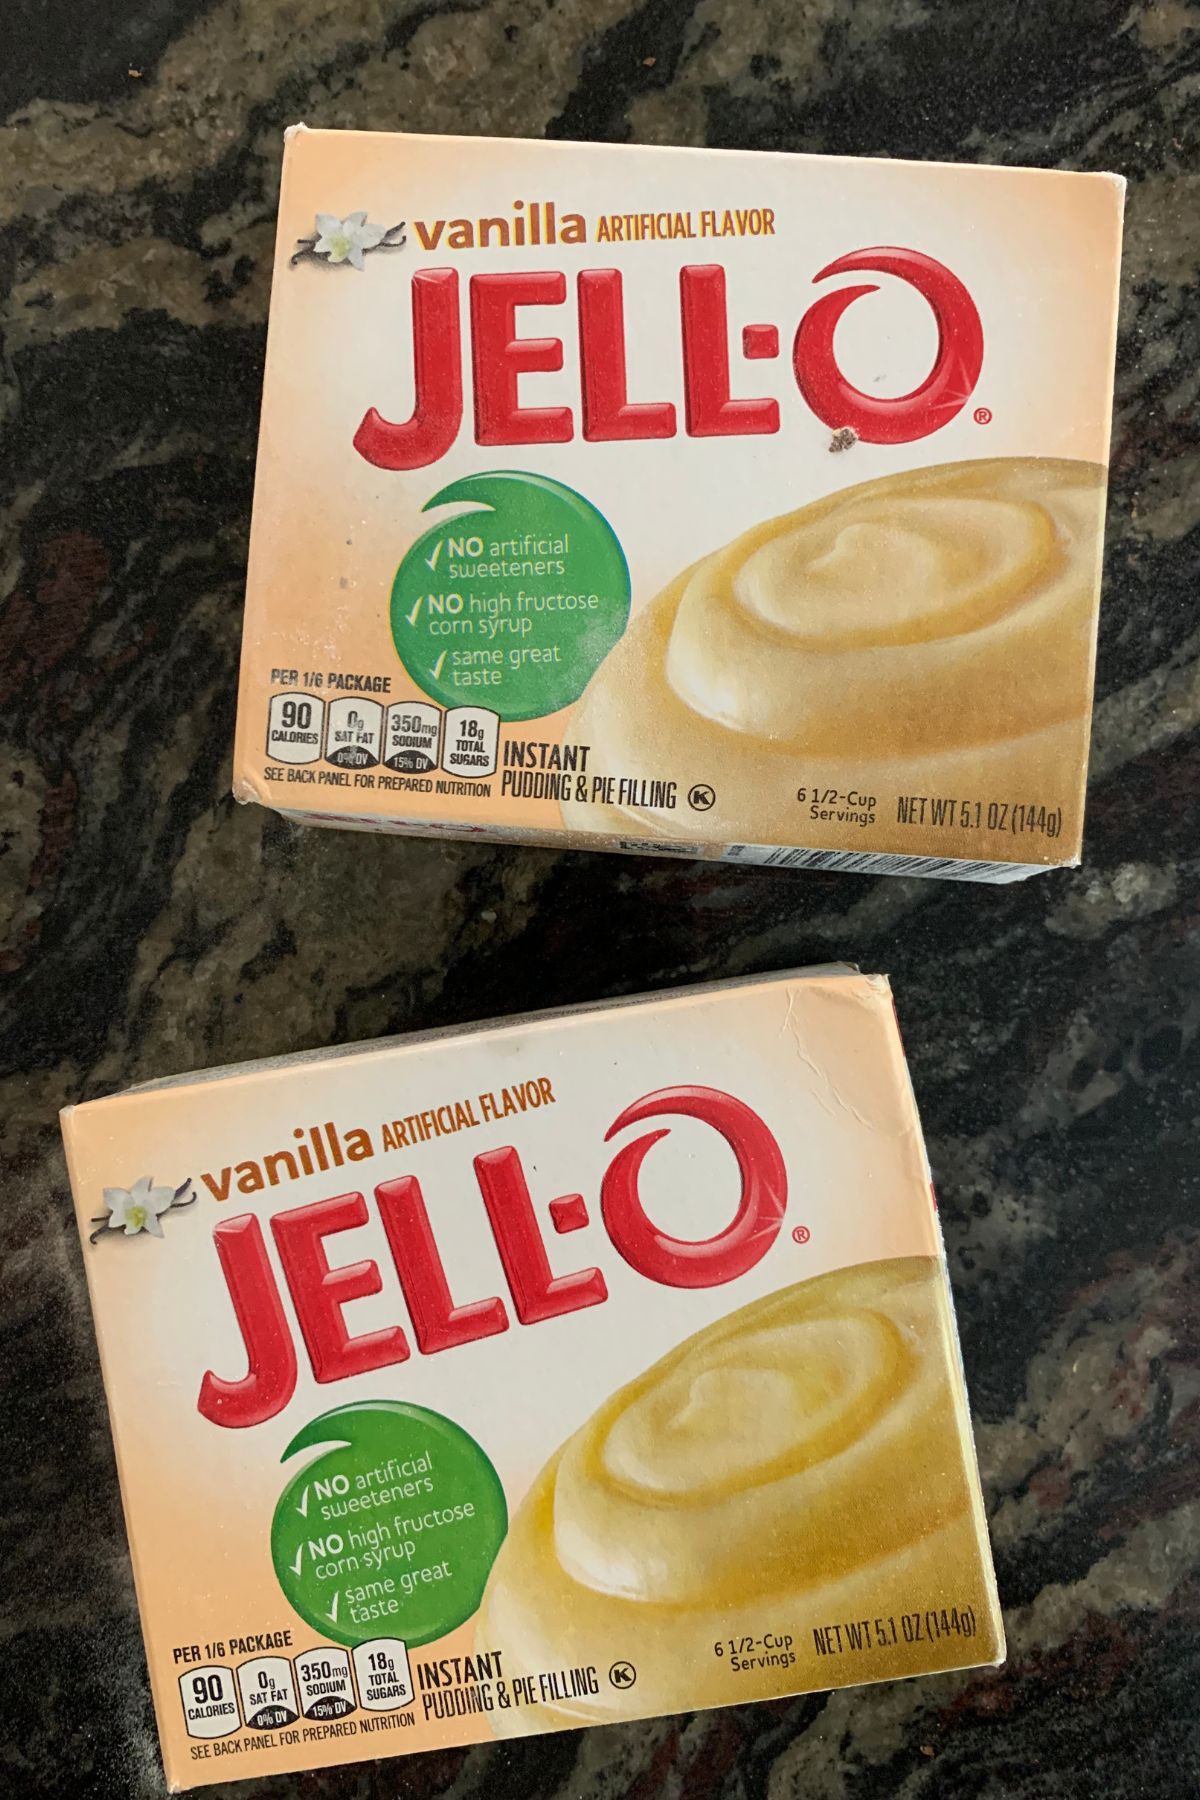 vanilla ARTIFICIAL FLAVOR
JELL-O®
✓ NO artificial
sweeteners
✓ NO high fructose
corn syrup
✓ same great
taste
PER 1/6 PACKAGE
90 CALORIES
0g SAT FAT 0% DV
350mg SODIUM 15% DV
18g TOTAL SUGARS
SEE BACK PANEL FOR PREPARED NUTRITION
INSTANT
PUDDING & PIE FILLING K
6 1/2-Cup
Servings
NET WT 5.1 OZ (144g)
vanilla ARTIFICIAL FLAVOR
JELL-O®
✓ NO artificial
sweeteners
✓ NO high fructose
corn syrup
✓ same great
taste
PER 1/6 PACKAGE
90 CALORIES
0g SAT FAT 0% DV
350mg SODIUM 15% DV
18g TOTAL SUGARS
SEE BACK PANEL FOR PREPARED NUTRITION
INSTANT
PUDDING & PIE FILLING K
6 1/2-Cup
Servings
NET WT 5.1 OZ (144g)